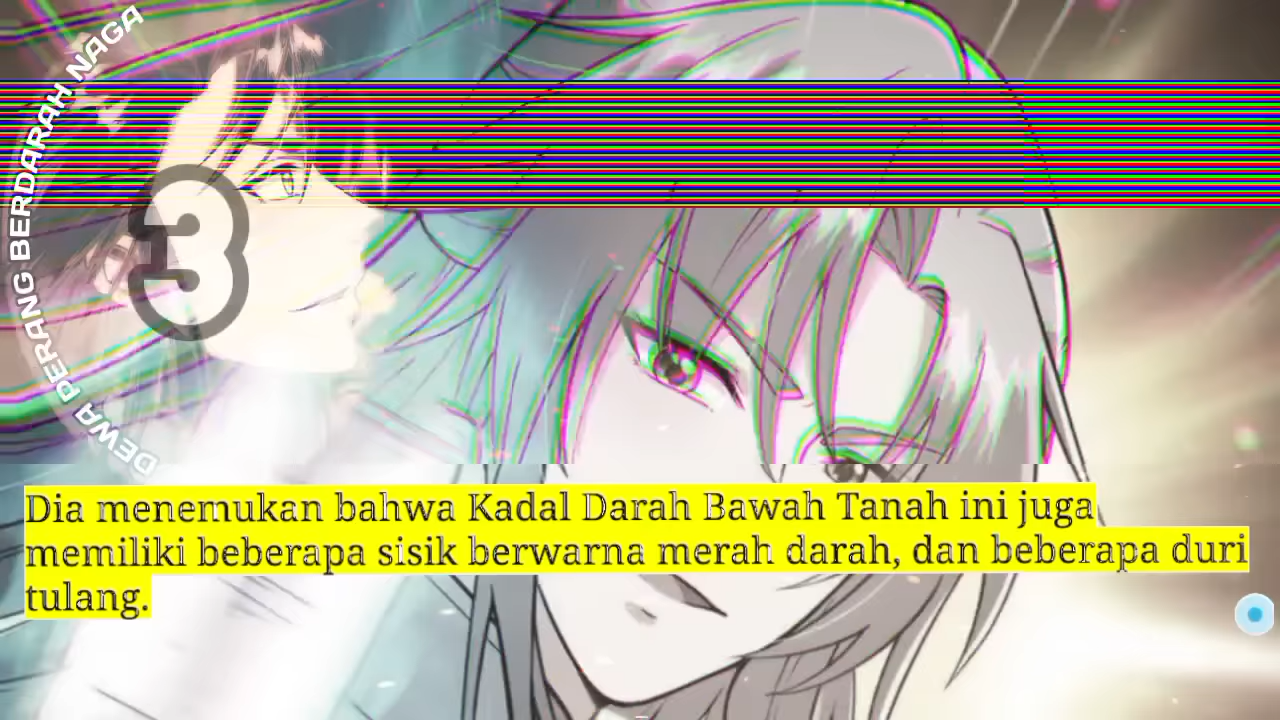 DEWA PERANG BERDARAH NAGA
3
Dia menemukan bahwa Kadal Darah Bawah Tanah ini juga
memiliki beberapa sisik berwarna merah darah, dan beberapa duri
tulang.